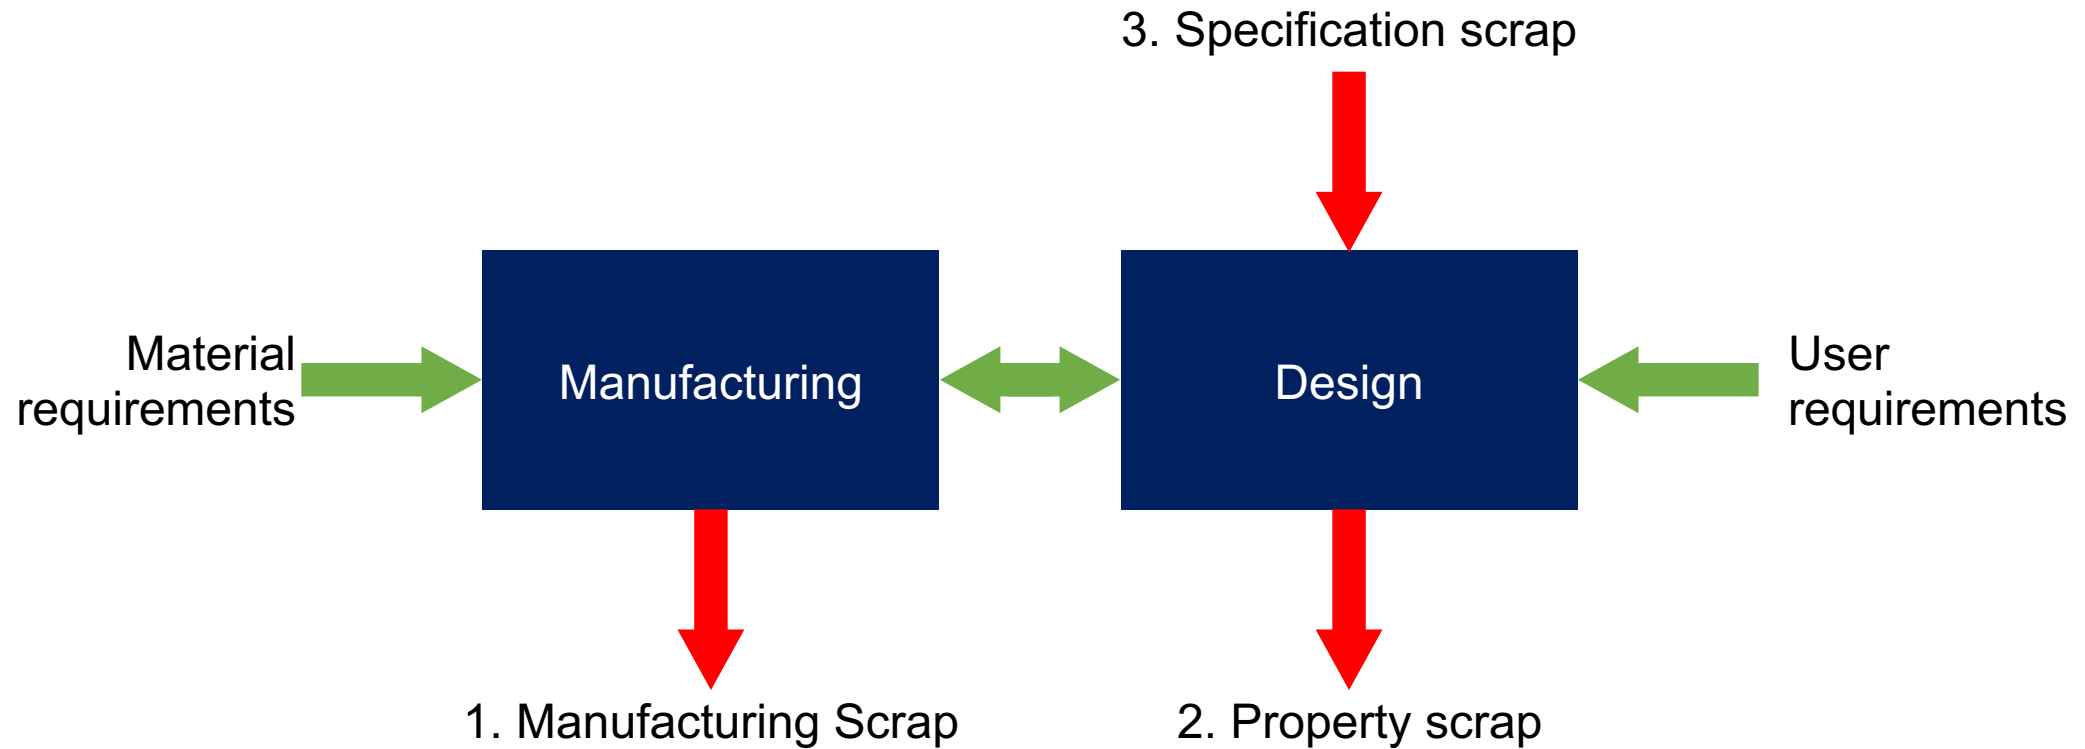 3. Specification scrap
Material
requirements
Manufacturing
Design
User
requirements
1. Manufacturing Scrap
2. Property scrap